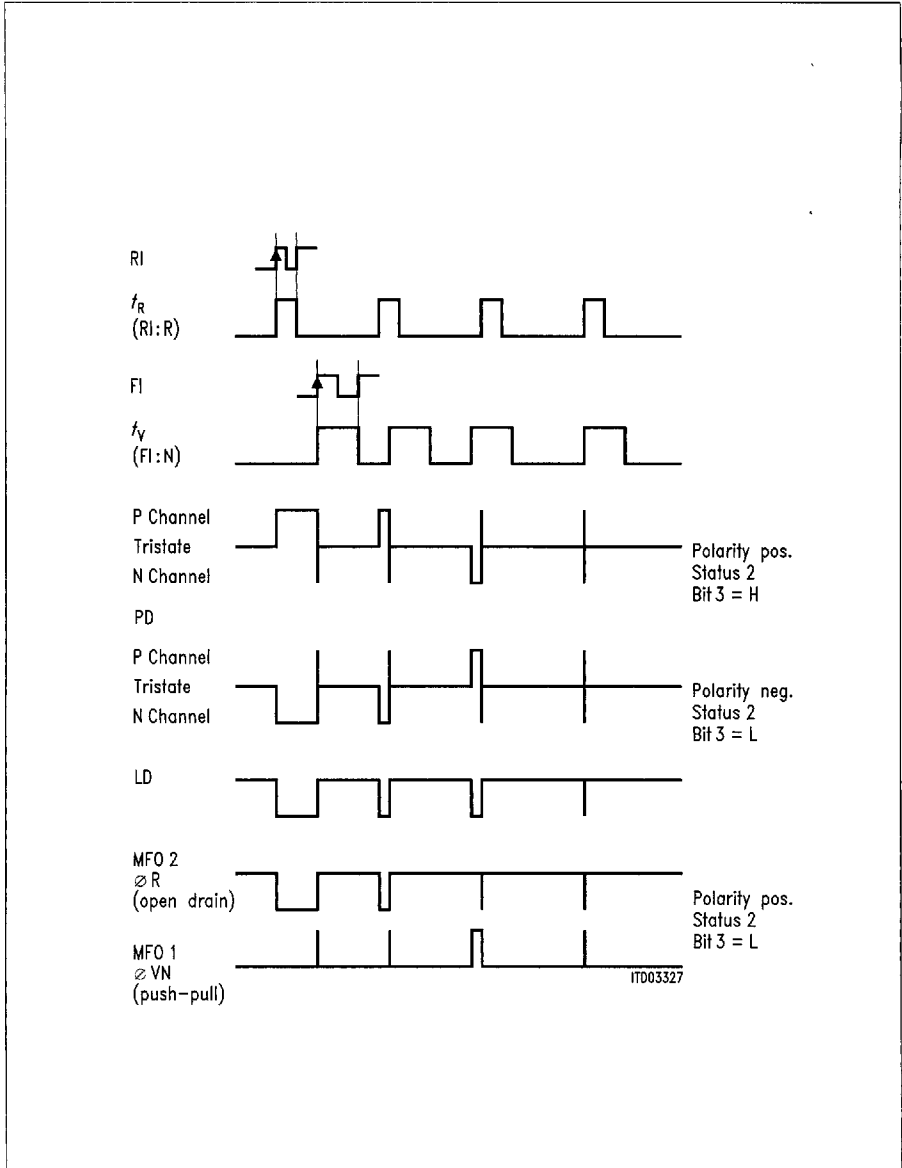 RI
fR
(RI:R)
FI
fV
(FI:N)
P Channel
Tristate
N Channel
Polarity pos.
Status 2
Bit 3 = H
PD
P Channel
Tristate
N Channel
Polarity neg.
Status 2
Bit 3 = L
LD
MFO 2
∅R
(open drain)
Polarity pos.
Status 2
Bit 3 = L
MFO 1
∅VN
(push-pull)
ITD03327